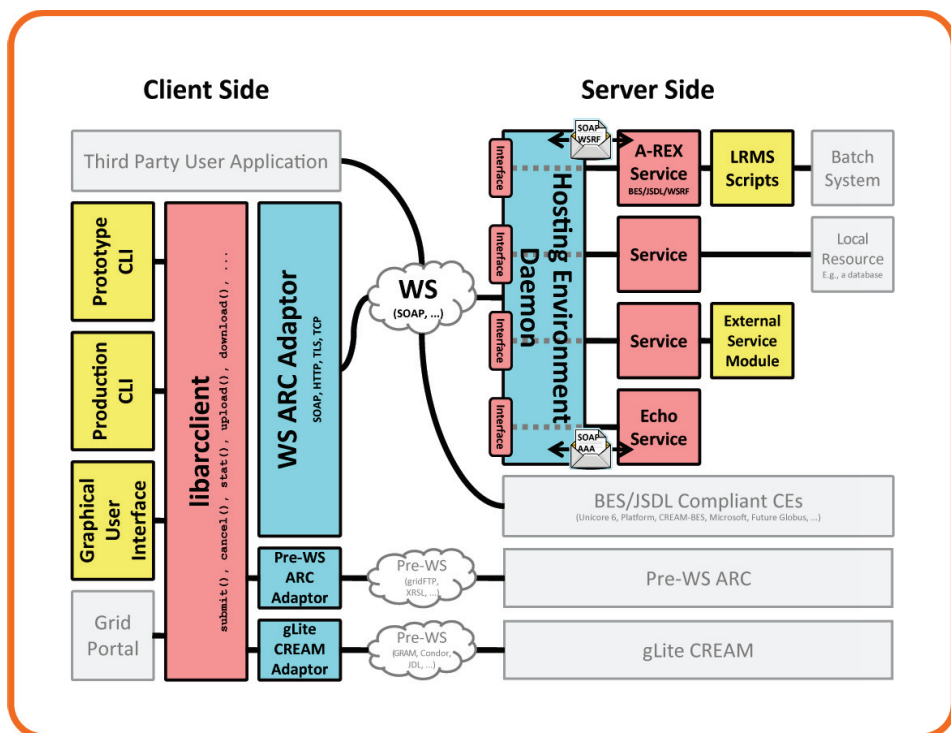 Client Side
Server Side
Third Party User Application
Prototype
CLI
Production
CLI
Graphical
User
Interface
Grid
Portal
libarcclient
submit(), cancel(), stat(), upload(), download(), ...
WS ARC Adaptor
SOAP, HTTP, TLS, TCP
Pre-WS
ARC
Adaptor
gLite
CREAM
Adaptor
WS
(SOAP, ...)
Pre-WS
(gridFTP,
XRSL, ...)
Pre-WS
(GRAM, Condor,
JDL, ...)
Interface
Interface
Interface
Interface
Hosting Environment
Daemon
SOAP
WSRF
SOAP
AAA
A-REX
Service
BES/JSDL/WSRF
LRMS
Scripts
Batch
System
Service
Local
Resource
E.g., a database
Service
External
Service
Module
Echo
Service
BES/JSDL Compliant CEs
(Unicore 6, Platform, CREAM-BES, Microsoft, Future Globus, ...)
Pre-WS ARC
gLite CREAM